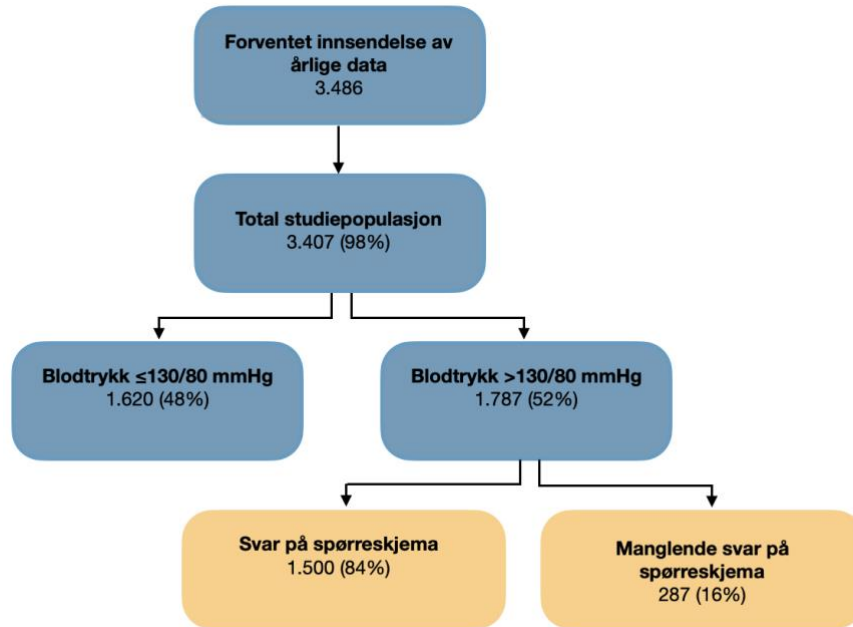 Forventet innsendelse av
årlige data
3.486
Total studiepopulasjon
3.407 (98%)
Blodtrykk ≤130/80 mmHg
1.620 (48%)
Blodtrykk >130/80 mmHg
1.787 (52%)
Svar på spørreskjema
1.500 (84%)
Manglende svar på
spørreskjema
287 (16%)